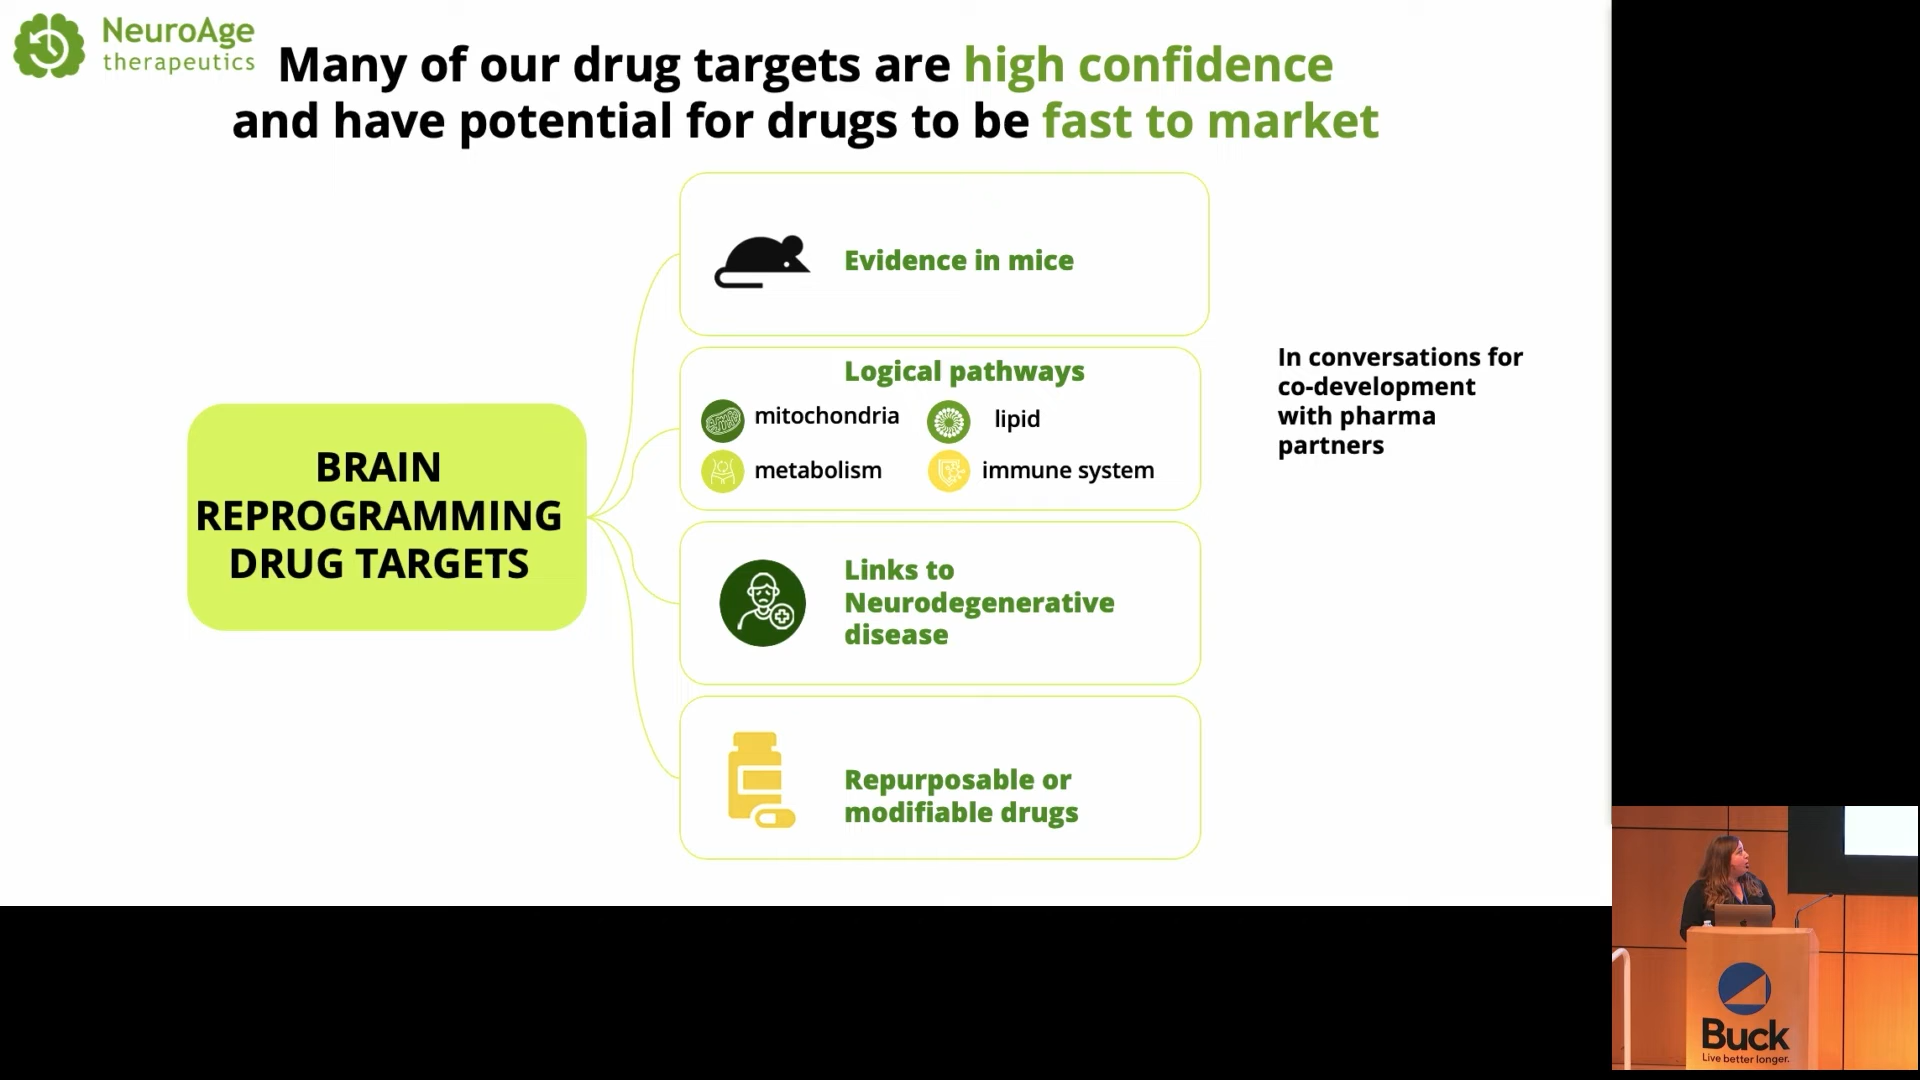 NeuroAge
therapeutics
Many of our drug targets are high confidence
and have potential for drugs to be fast to market
Evidence in mice
Logical pathways
mitochondria
lipid
metabolism
immune system
BRAIN
REPROGRAMMING
DRUG TARGETS
In conversations for
co-development
with pharma
partners
Links to
Neurodegenerative
disease
Repurposable or
modifiable drugs
Buck
Live better longer.